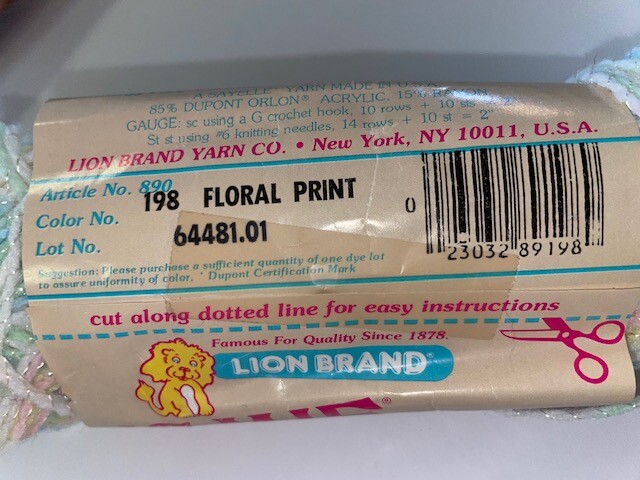 A SAYELLE YARN MADE IN U.S.A.
85% DUPONT ORLON® ACRYLIC, 15% RAYON
GAUGE: sc using a G crochet hook, 10 rows + 10 sts = 2"
St st using #6 knitting needles, 14 rows + 10 st = 2"
LION BRAND YARN CO. • New York, NY 10011, U.S.A.
Article No. 890
Color No. 198 FLORAL PRINT
Lot No. 64481.01
0 23032 89198
Suggestion: Please purchase a sufficient quantity of one dye lot
to assure uniformity of color. * Dupont Certification Mark
cut along dotted line for easy instructions
Famous For Quality Since 1878.
LION BRAND®